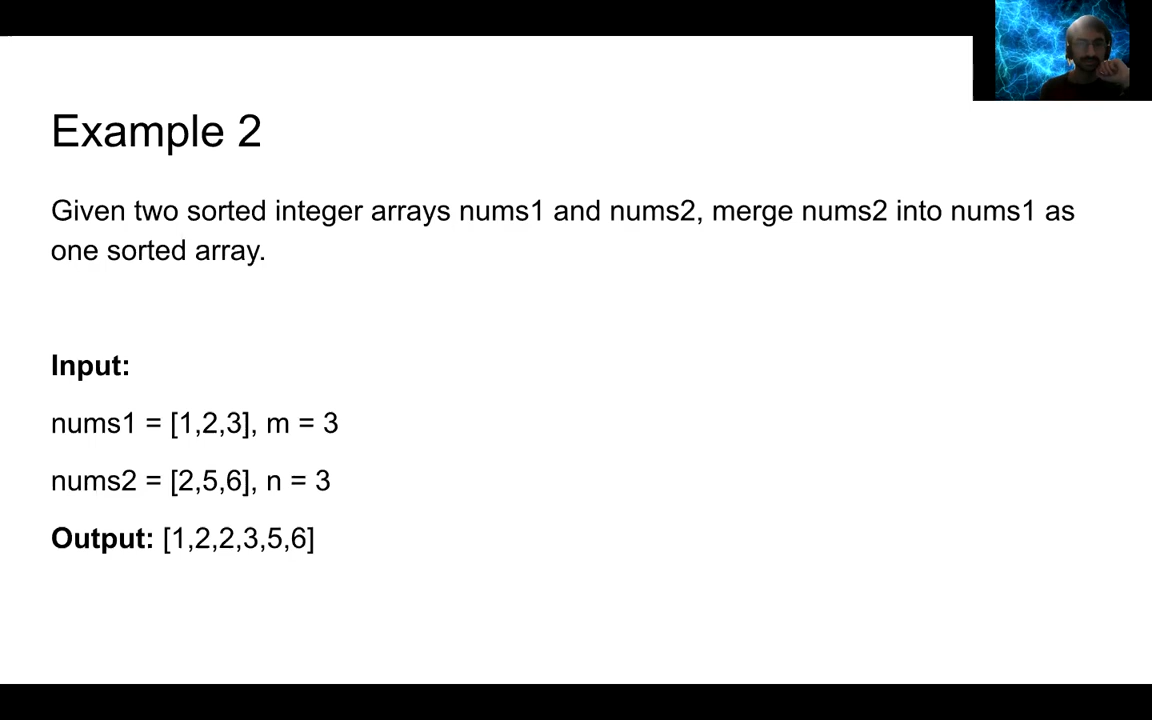 Example 2
Given two sorted integer arrays nums1 and nums2, merge nums2 into nums1 as
one sorted array.
Input:
nums1 = [1,2,3], m = 3
nums2 = [2,5,6], n = 3
Output: [1,2,2,3,5,6]